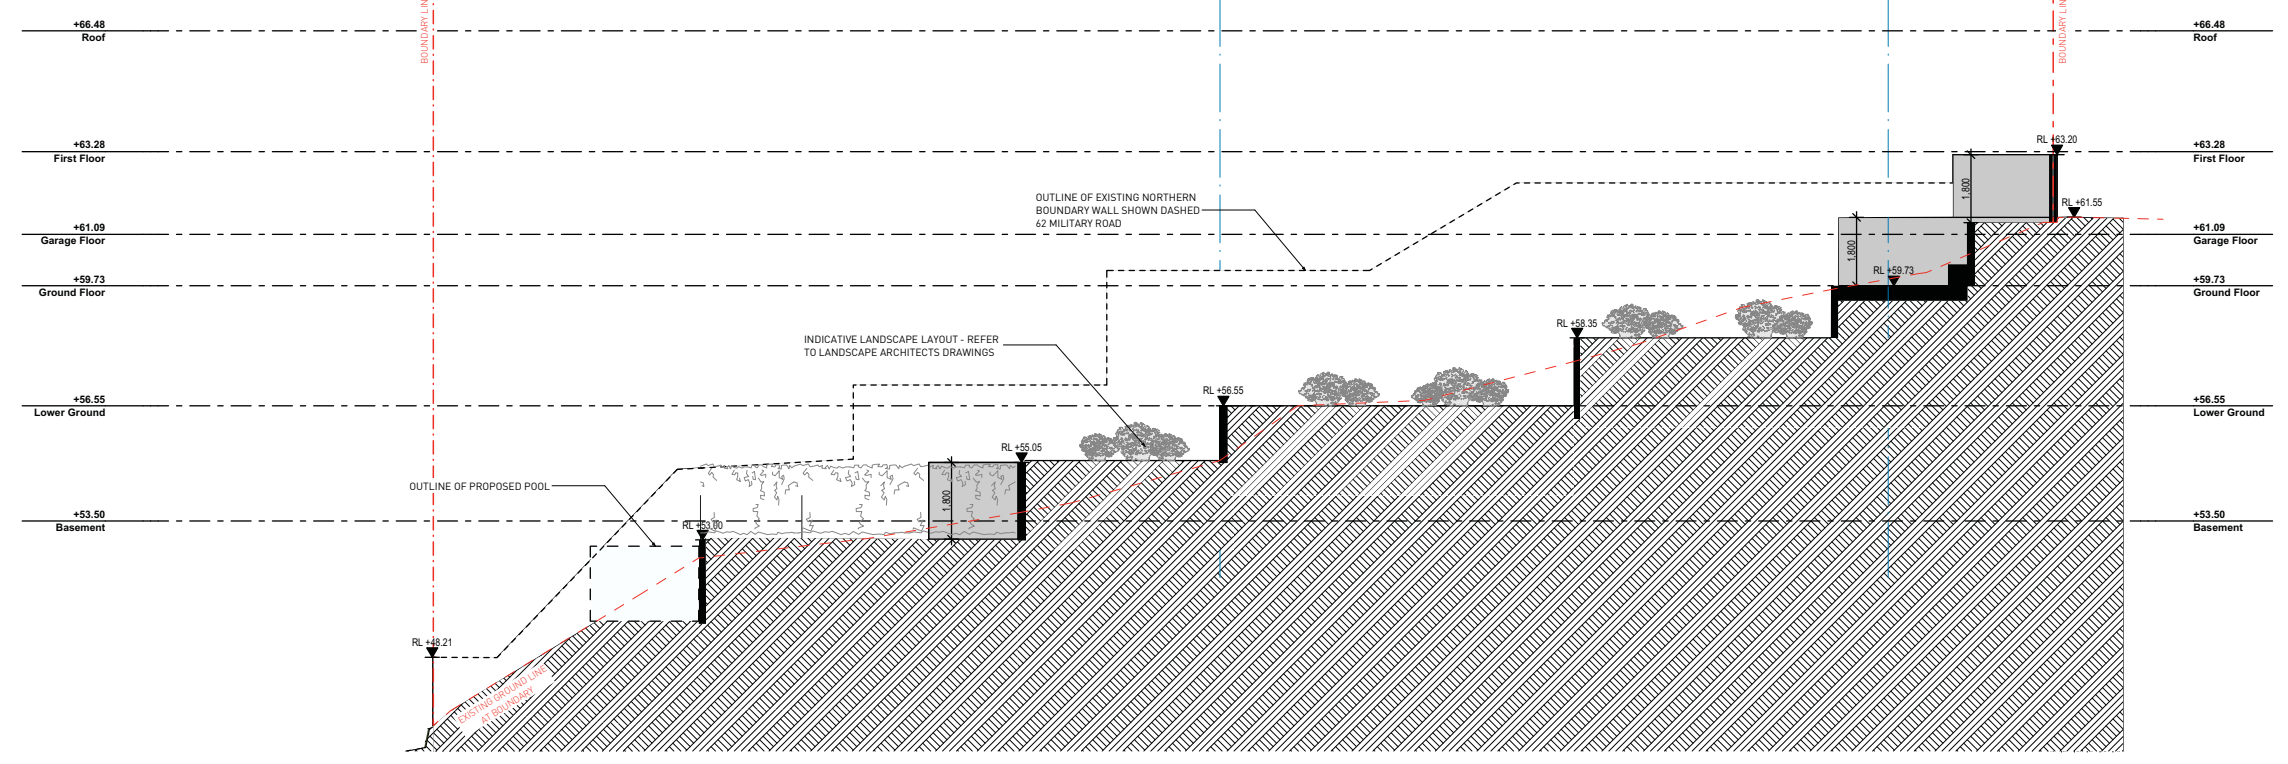 +66.48
Roof
BOUNDARY LIN
BOUNDARY LIN
+66.48
Roof
+63.28
First Floor
RL +63.20
+63.28
First Floor
1,800
OUTLINE OF EXISTING NORTHERN
BOUNDARY WALL SHOWN DASHED
62 MILITARY ROAD
RL +61.55
+61.09
Garage Floor
1,800
+61.09
Garage Floor
RL +59.73
+59.73
Ground Floor
+59.73
Ground Floor
RL +58.35
INDICATIVE LANDSCAPE LAYOUT - REFER
TO LANDSCAPE ARCHITECTS DRAWINGS
+56.55
Lower Ground
RL +56.55
+56.55
Lower Ground
RL +55.05
OUTLINE OF PROPOSED POOL
1,800
+53.50
Basement
RL +53.00
+53.50
Basement
RL +48.21
EXISTING GROUND LINE
AT BOUNDARY